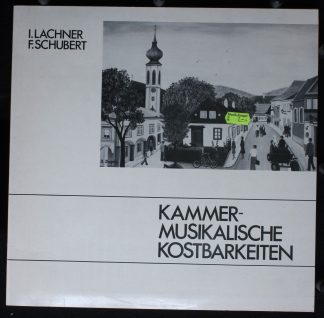 I. LACHNER
F. SCHUBERT
KAMMER-
MUSIKALISCHE
KOSTBARKEITEN